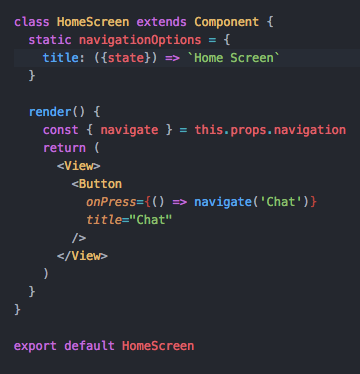 class HomeScreen extends Component {
  static navigationOptions = {
    title: ({state}) => `Home Screen`
  }

  render() {
    const { navigate } = this.props.navigation
    return (
      <View>
        <Button
          onPress={() => navigate('Chat')}
          title="Chat"
        />
      </View>
    )
  }
}

export default HomeScreen